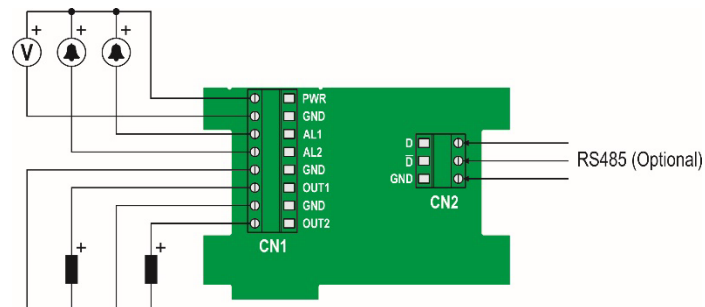 + + +
V
PWR
GND
AL1
AL2
GND
OUT1
GND
OUT2
CN1
D
D̅
GND
CN2
RS485 (Optional)
+ +